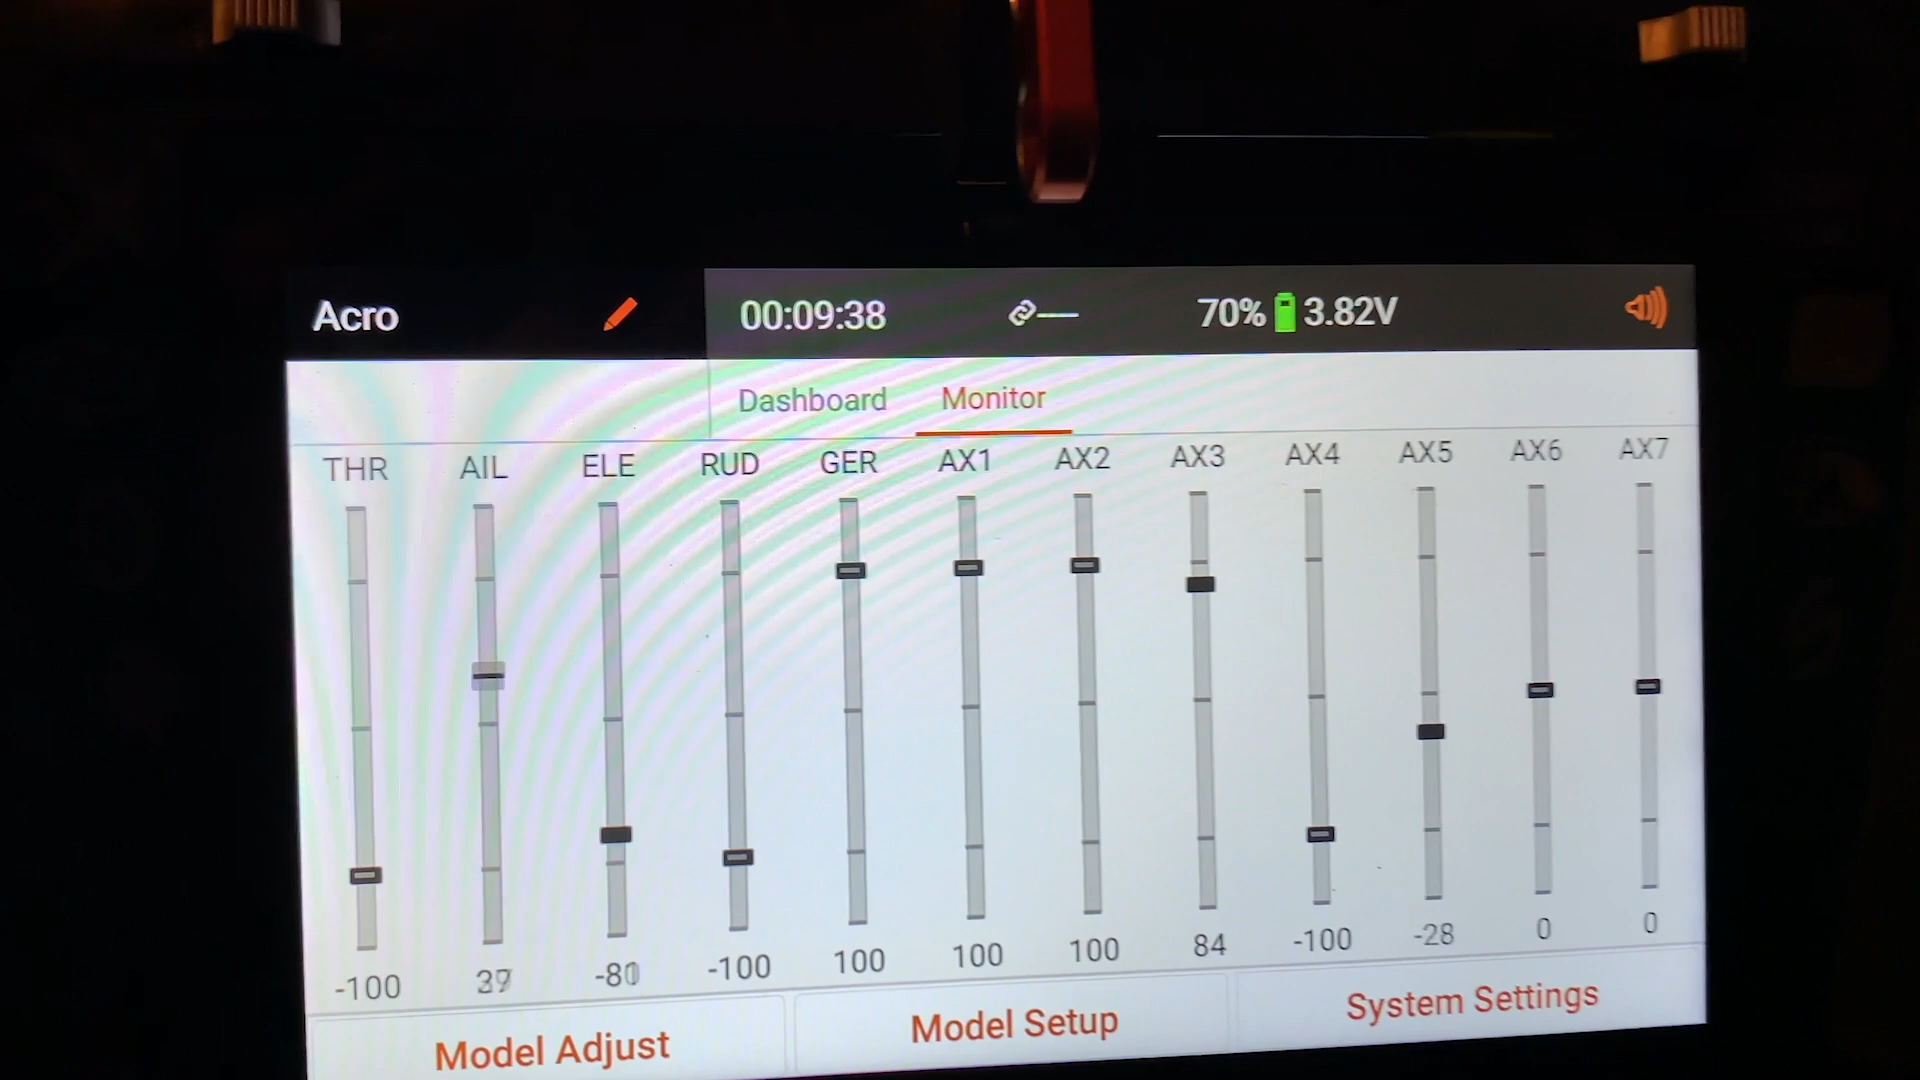 Acro 00:09:38 70% 3.82V
Dashboard Monitor
THR AIL ELE RUD GER AX1 AX2 AX3 AX4 AX5 AX6 AX7
-100 -100 100 100 100 84 -100 -28 0 0
Model Adjust Model Setup System Settings